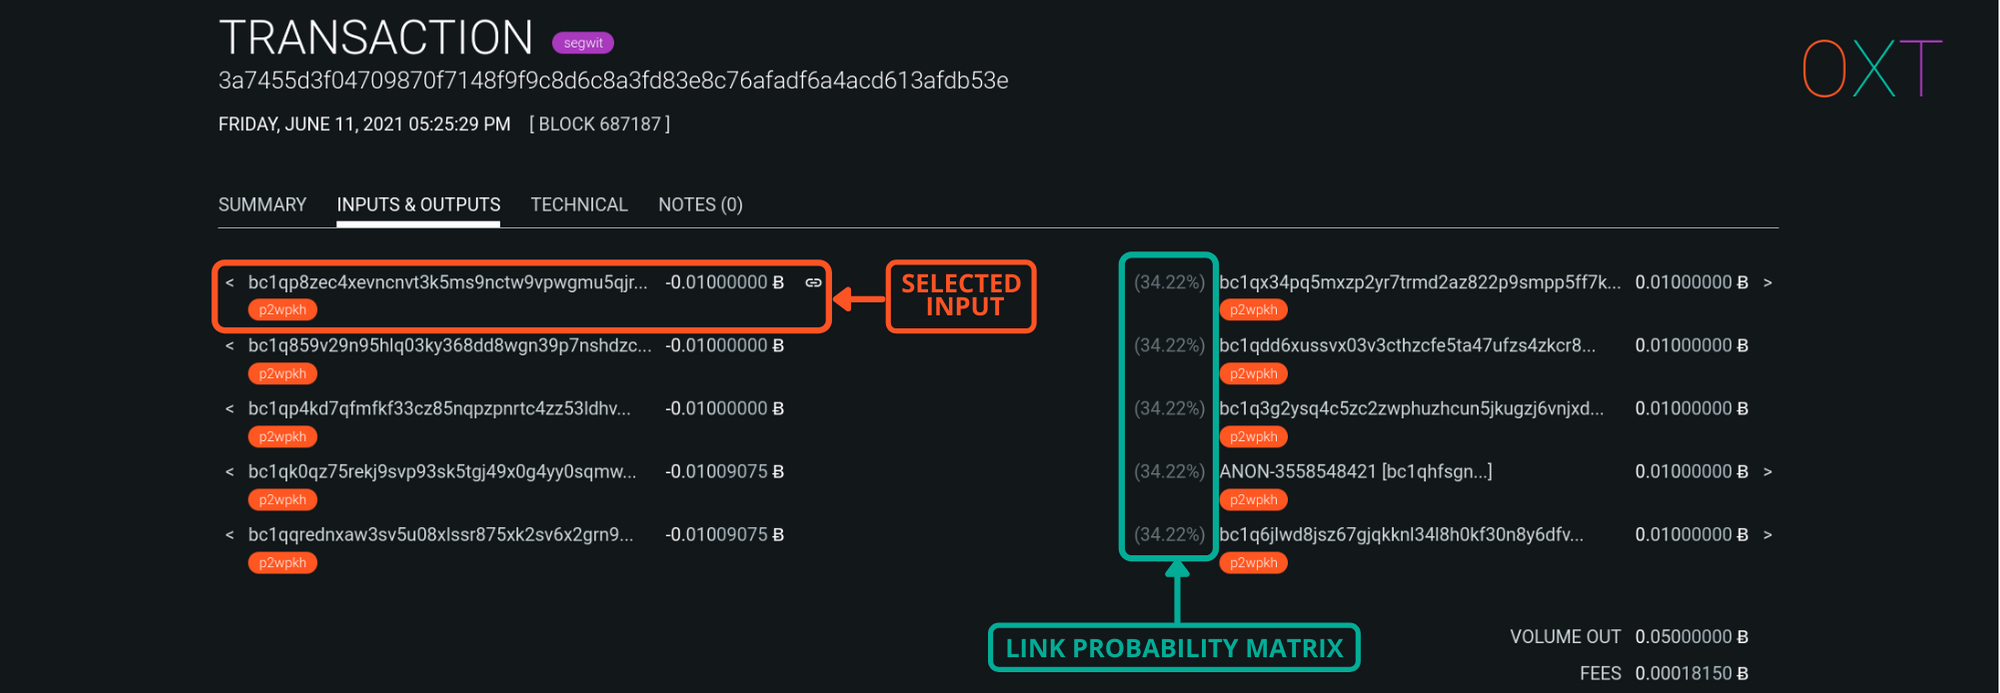 TRANSACTION segwit
OXT
3a7455d3f04709870f7148f9f9c8d6c8a3fd83e8c76afadf6a4acd613afdb53e
FRIDAY, JUNE 11, 2021 05:25:29 PM [ BLOCK 687187 ]
SUMMARY INPUTS & OUTPUTS TECHNICAL NOTES (0)
< bc1qp8zec4xevncnvt3k5ms9nctw9vpwgmu5qjr... -0.01000000 Ƀ
p2wpkh
SELECTED
INPUT
(34.22%) bc1qx34pq5mxzp2yr7trmd2az822p9smpp5ff7k... 0.01000000 Ƀ >
p2wpkh
< bc1q859v29n95hlq03ky368dd8wgn39p7nshdzc... -0.01000000 Ƀ
p2wpkh
(34.22%) bc1qdd6xussvx03v3cthzcfe5ta47ufzs4zkcr8... 0.01000000 Ƀ
p2wpkh
< bc1qp4kd7qfmfkf33cz85nqpzpnrtc4zz53ldhv... -0.01000000 Ƀ
p2wpkh
(34.22%) bc1q3g2ysq4c5zc2zwphuzhcun5jkugzj6vnjxd... 0.01000000 Ƀ
p2wpkh
< bc1qk0qz75rekj9svp93sk5tgj49x0g4yy0sqmw... -0.01009075 Ƀ
p2wpkh
(34.22%) ANON-3558548421 [bc1qhfsgn...] 0.01000000 Ƀ >
p2wpkh
< bc1qqrednxaw3sv5u08xlssr875xk2sv6x2grn9... -0.01009075 Ƀ
p2wpkh
(34.22%) bc1q6jlwd8jsz67gjqkknl34l8h0kf30n8y6dfv... 0.01000000 Ƀ >
p2wpkh
LINK PROBABILITY MATRIX
VOLUME OUT 0.05000000 Ƀ
FEES 0.00018150 Ƀ